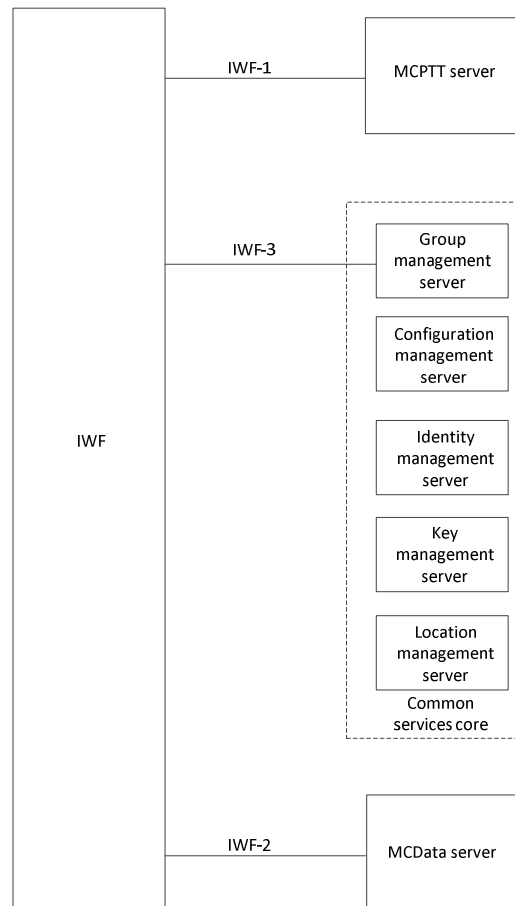 IWF-1
MCPTT server
IWF-3
Group
management
server
Configuration
management
server
IWF
Identity
management
server
Key
management
server
Location
management
server
Common
services core
IWF-2
MCData server